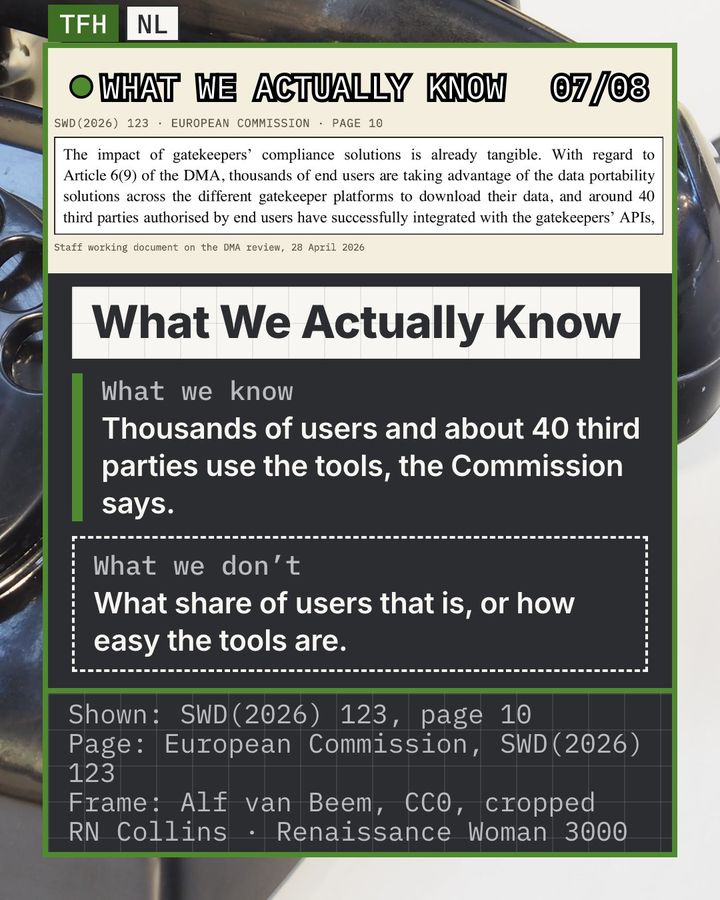 TFH NL
WHAT WE ACTUALLY KNOW 07/08
SWD(2026) 123 · EUROPEAN COMMISSION · PAGE 10
The impact of gatekeepers’ compliance solutions is already tangible. With regard to
Article 6(9) of the DMA, thousands of end users are taking advantage of the data portability
solutions across the different gatekeeper platforms to download their data, and around 40
third parties authorised by end users have successfully integrated with the gatekeepers’ APIs,
Staff working document on the DMA review, 28 April 2026
What We Actually Know
What we know
Thousands of users and about 40 third
parties use the tools, the Commission
says.
What we don’t
What share of users that is, or how
easy the tools are.
Shown: SWD(2026) 123, page 10
Page: European Commission, SWD(2026)
123
Frame: Alf van Beem, CC0, cropped
RN Collins · Renaissance Woman 3000